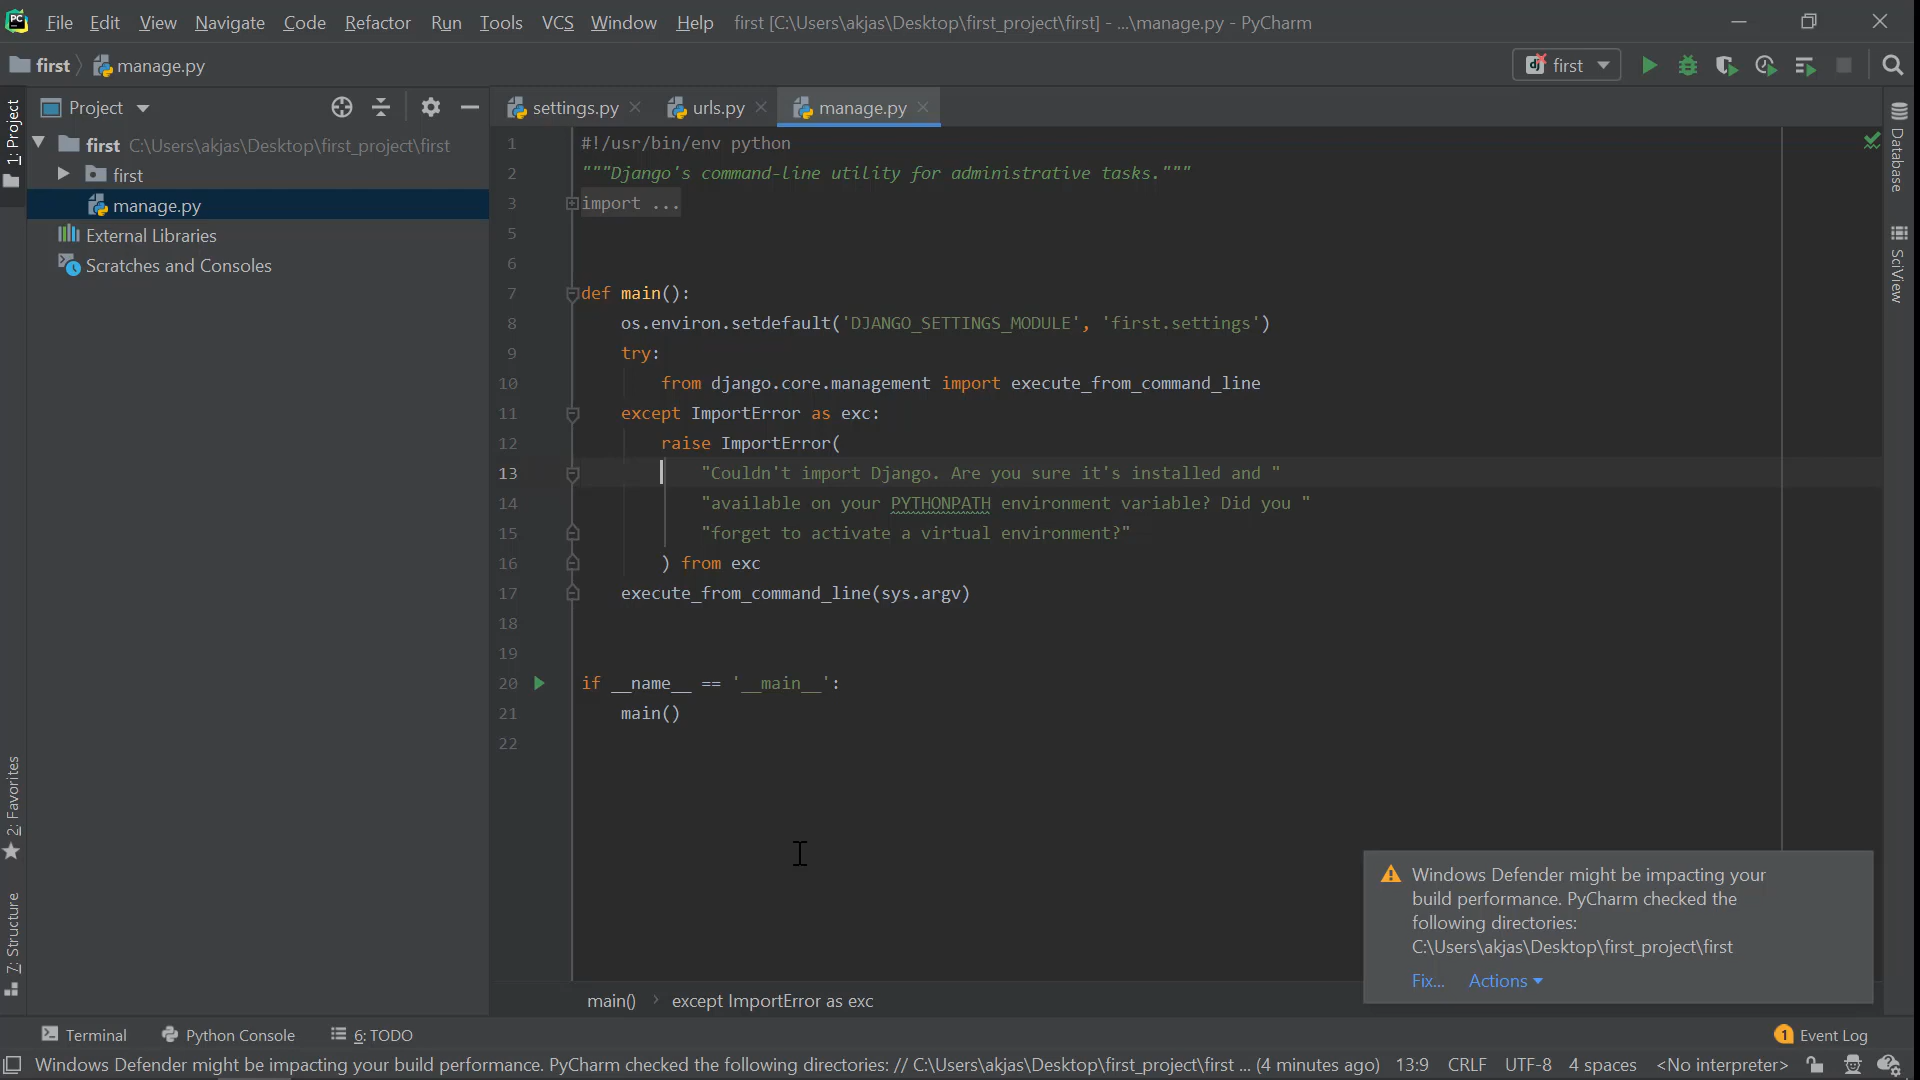 PC File Edit View Navigate Code Refactor Run Tools VCS Window Help first [C:\Users\akjas\Desktop\first_project\first] - ...\manage.py - PyCharm
first manage.py
dj first
Project
settings.py urls.py manage.py
1: Project
first C:\Users\akjas\Desktop\first_project\first
first
manage.py
External Libraries
Scratches and Consoles
2: Favorites
7: Structure
1 #!/usr/bin/env python
2 """Django's command-line utility for administrative tasks."""
3 import ...
5
6
7 def main():
8 os.environ.setdefault('DJANGO_SETTINGS_MODULE', 'first.settings')
9 try:
10 from django.core.management import execute_from_command_line
11 except ImportError as exc:
12 raise ImportError(
13 "Couldn't import Django. Are you sure it's installed and "
14 "available on your PYTHONPATH environment variable? Did you "
15 "forget to activate a virtual environment?"
16 ) from exc
17 execute_from_command_line(sys.argv)
18
19
20 if __name__ == '__main__':
21 main()
22
Database
SciView
Windows Defender might be impacting your
build performance. PyCharm checked the
following directories:
C:\Users\akjas\Desktop\first_project\first
Fix... Actions
main() except ImportError as exc
Terminal Python Console 6: TODO 1 Event Log
Windows Defender might be impacting your build performance. PyCharm checked the following directories: // C:\Users\akjas\Desktop\first_project\first ... (4 minutes ago) 13:9 CRLF UTF-8 4 spaces <No interpreter>